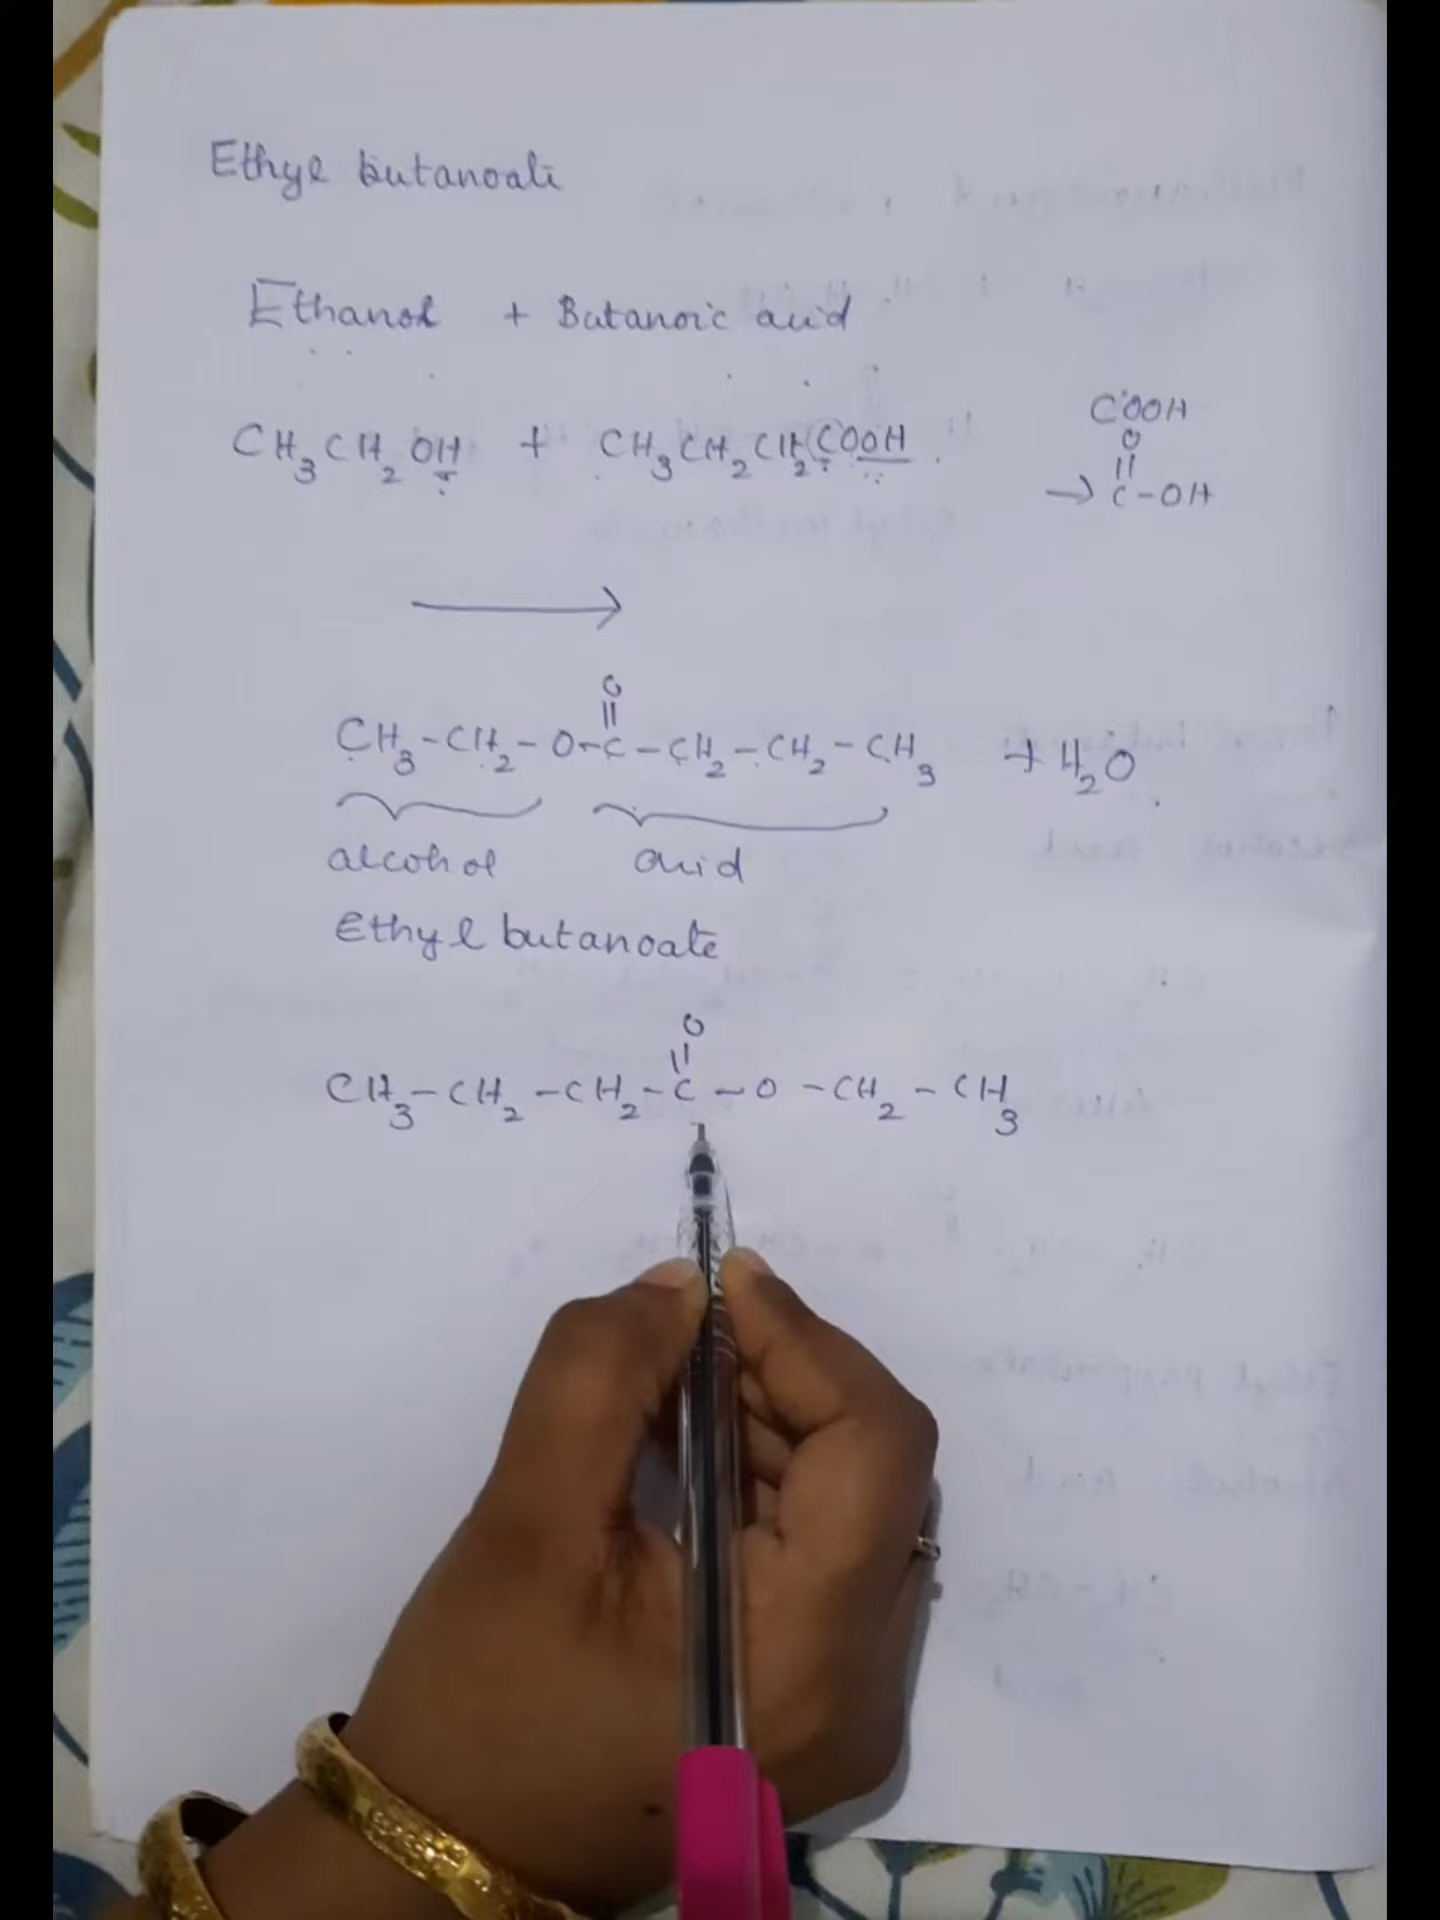 Ethyl butanoate
Ethanol + Butanoic acid
CH₃CH₂OH + CH₃CH₂CH₂COOH
COOH
O
||
→ C-OH
→
O
||
CH₃-CH₂-O-C-CH₂-CH₂-CH₃ + H₂O
alcohol acid
Ethyl butanoate
O
||
CH₃-CH₂-CH₂-C-O-CH₂-CH₃